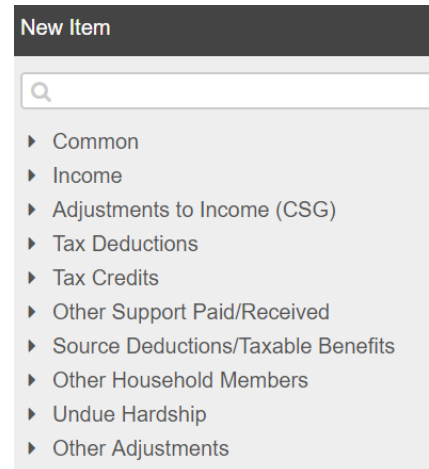 New Item
Common
Income
Adjustments to Income (CSG)
Tax Deductions
Tax Credits
Other Support Paid/Received
Source Deductions/Taxable Benefits
Other Household Members
Undue Hardship
Other Adjustments